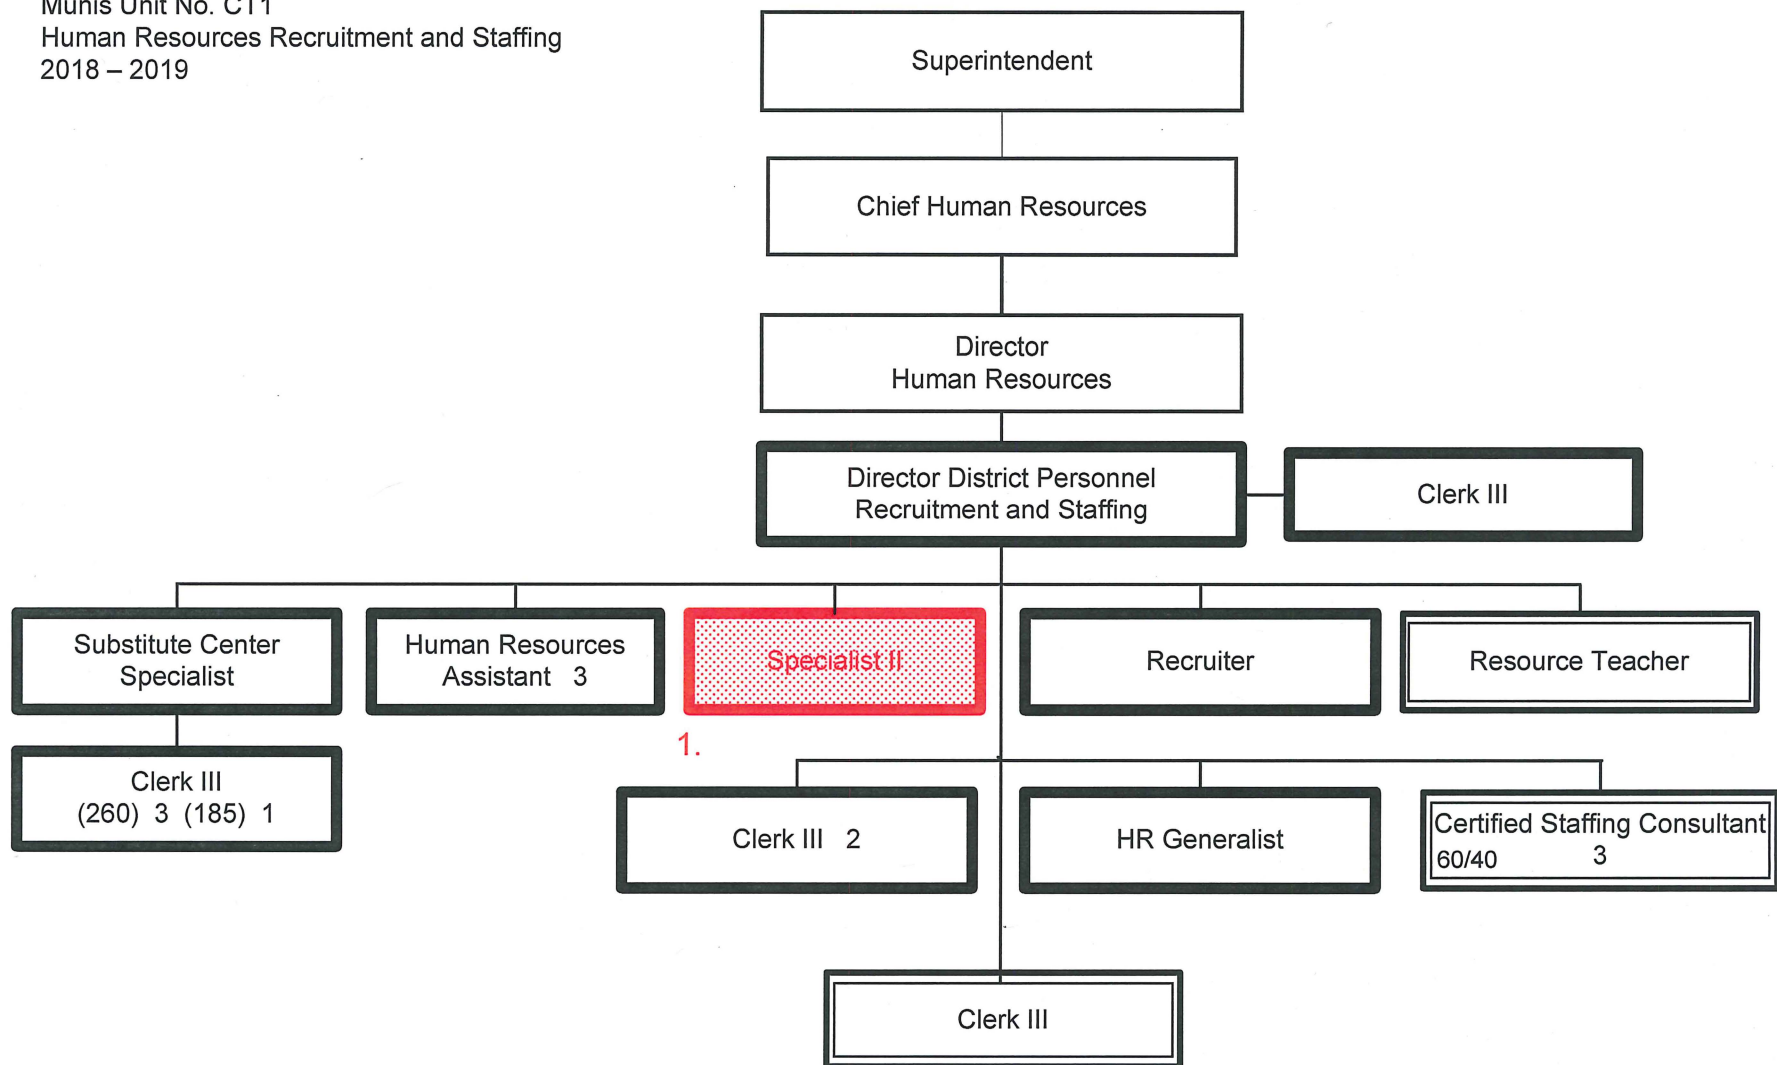 Munis Unit No. CT1
Human Resources Recruitment and Staffing
2018 – 2019
Superintendent
Chief Human Resources
Director
Human Resources
Director District Personnel
Recruitment and Staffing
Clerk III
Substitute Center
Specialist
Human Resources
Assistant 3
Specialist II
Recruiter
Resource Teacher
1.
Clerk III
(260) 3 (185) 1
Clerk III 2
HR Generalist
Certified Staffing Consultant
60/40 3
Clerk III